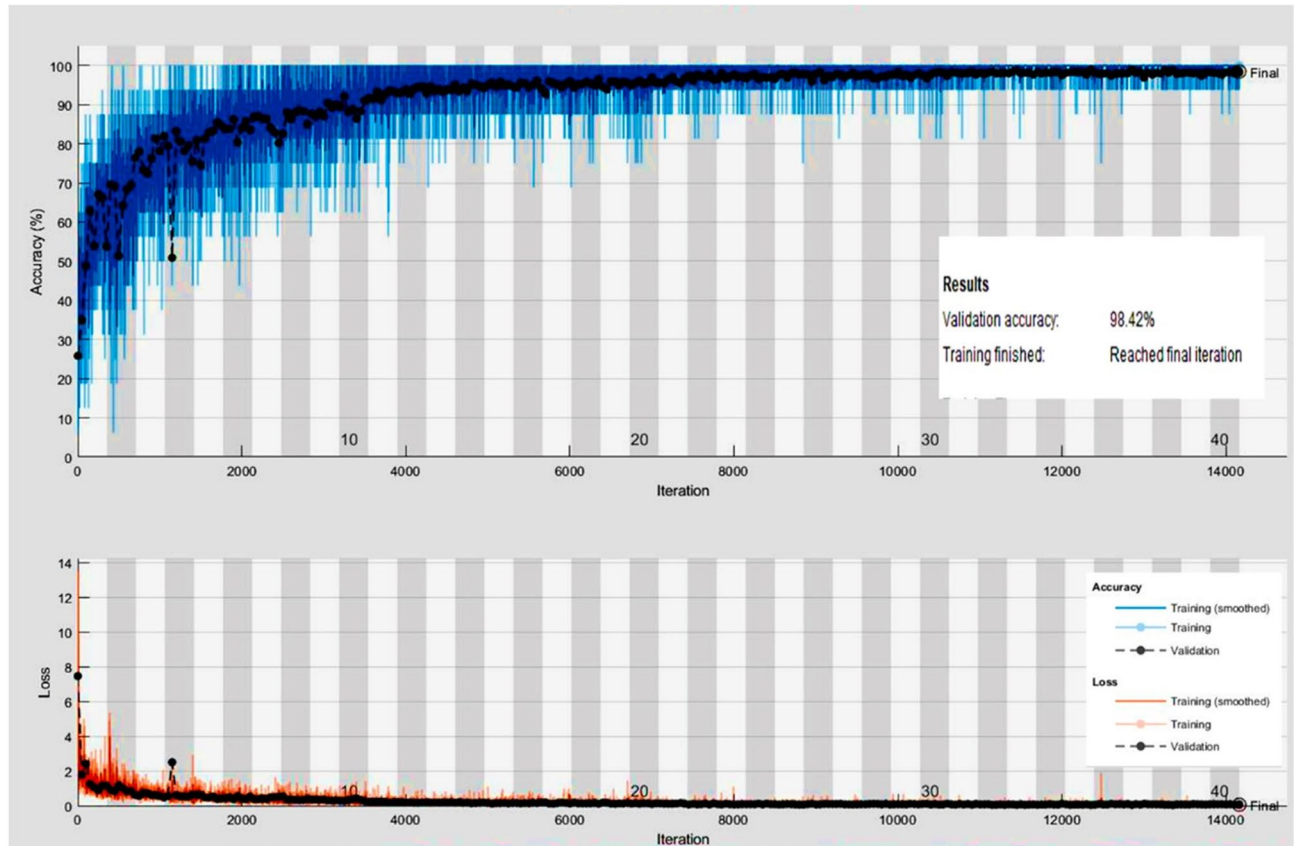 100
90
80
70
60
50
40
30
20
10
0
Accuracy (%)
Final
Results
Validation accuracy: 98.42%
Training finished: Reached final iteration
10 20 30 40
0 2000 4000 6000 8000 10000 12000 14000
Iteration
14
12
10
8
6
4
2
0
Loss
Accuracy
Training (smoothed)
Training
Validation
Loss
Training (smoothed)
Training
Validation
10 20 30 40
Final
0 2000 4000 6000 8000 10000 12000 14000
Iteration